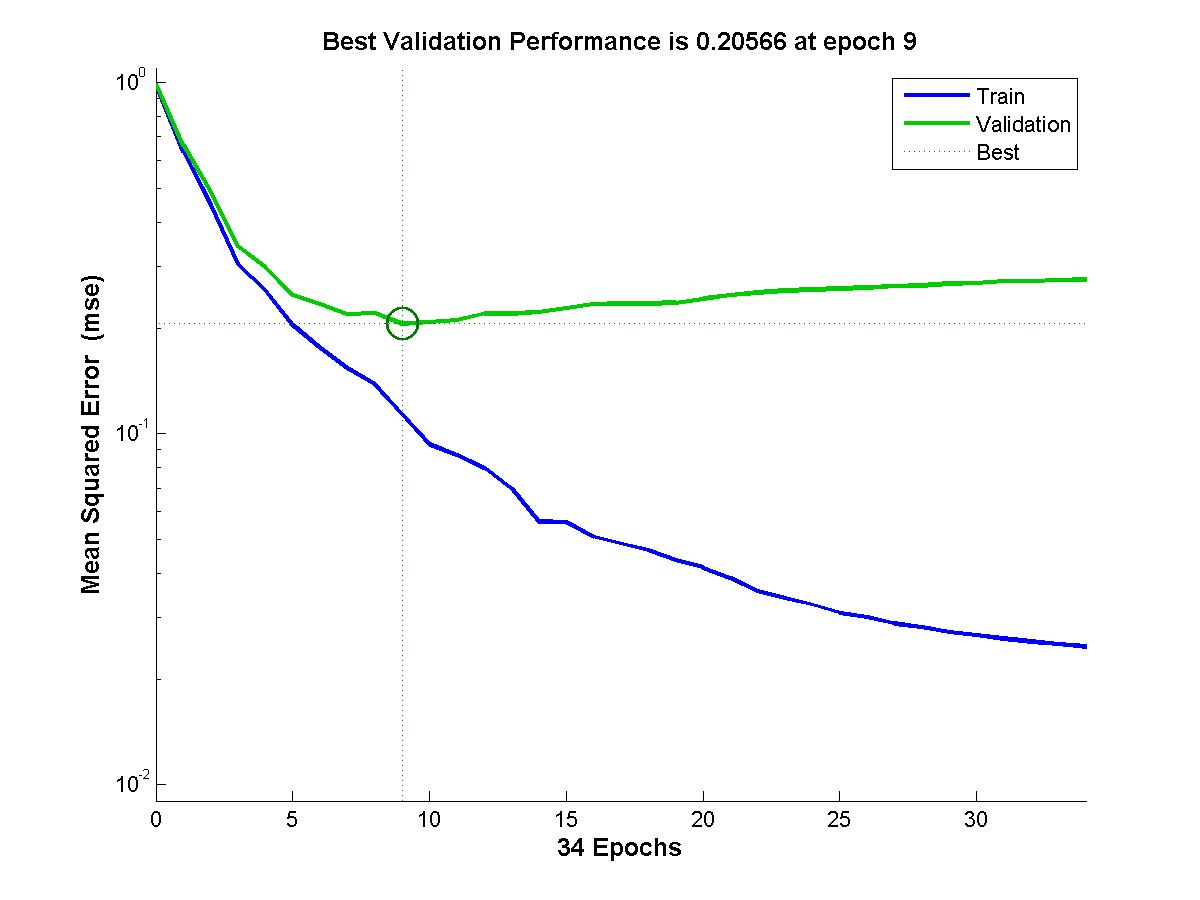 Best Validation Performance is 0.20566 at epoch 9
Train
Validation
Best
Mean Squared Error (mse)
10^0
10^-1
10^-2
0 5 10 15 20 25 30
34 Epochs